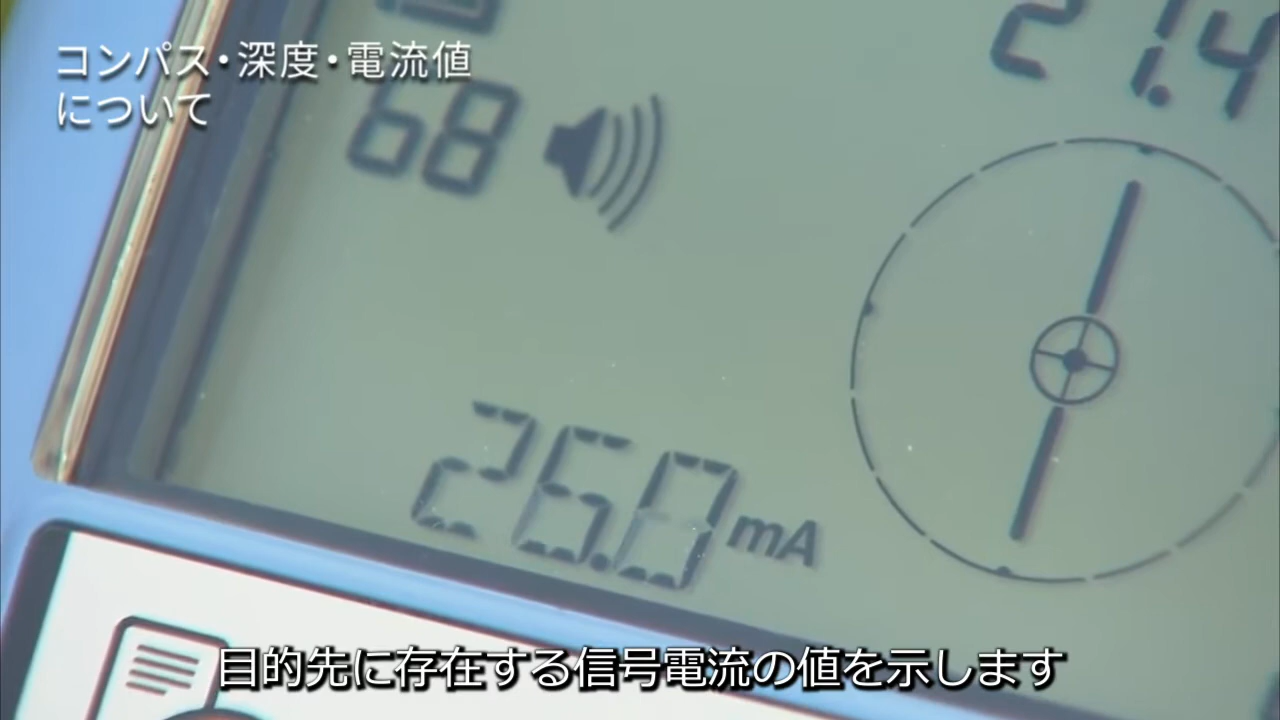 コンパス・深度・電流値
について
21.4
68
26.0 mA
目的先に存在する信号電流の値を示します